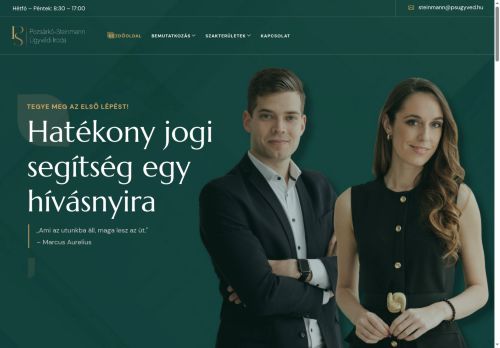 Hétfő – Péntek: 8:30 – 17:00
steinmann@psugyved.hu
PS
Pozsárkó-Steinmann
Ügyvédi Iroda
BEMUTATKOZÁS
SZAKTERÜLETEK
KAPCSOLAT
TEGYE MEG AZ ELSŐ LÉPÉST!
Hatékony jogi
segítség egy
hívásnyira
„Ami az utunkba áll, maga lesz az út."
– Marcus Aurelius